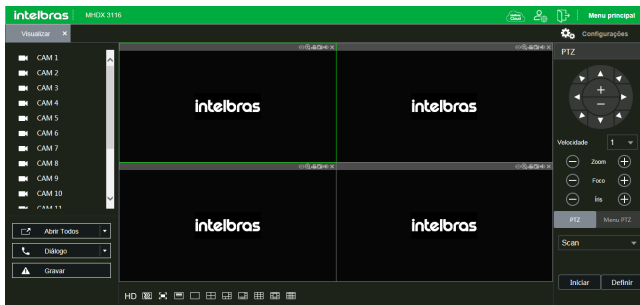 intelbras MHDX 3116 Menu principal
Visualizar × Configurações
CAM 1
CAM 2
CAM 3
CAM 4
CAM 5
CAM 6
CAM 7
CAM 8
CAM 9
CAM 10
CAM 11
Abrir Todos
Diálogo
Gravar
intelbras intelbras
intelbras intelbras
HD
PTZ
Velocidade 1
Zoom
Foco
Íris
PTZ Menu PTZ
Scan
Iniciar Definir